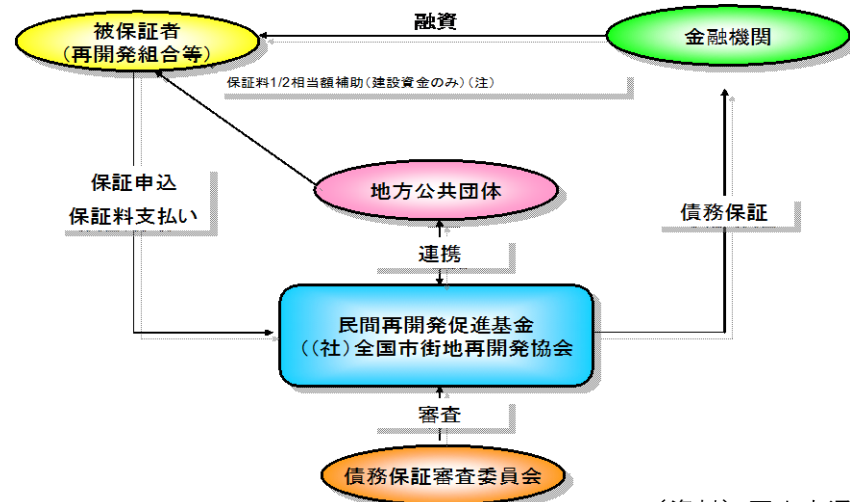 被保証者
(再開発組合等)
融資
金融機関
保証料1/2相当額補助(建設資金のみ)(注)
保証申込
保証料支払い
地方公共団体
債務保証
連携
民間再開発促進基金
((社)全国市街地再開発協会
審査
債務保証審査委員会
(資料)